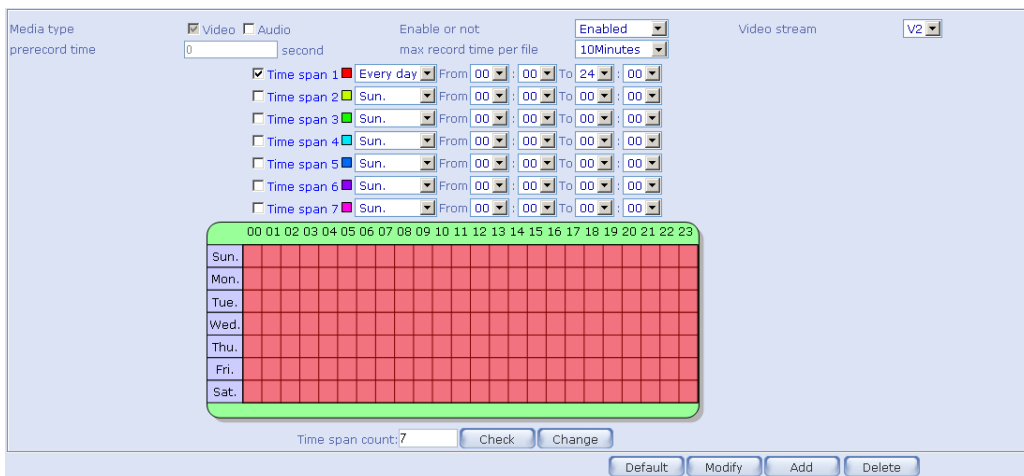 Media type Video Audio Enable or not Enabled Video stream V2
prerecord time 0 second max record time per file 10Minutes
Time span 1 Every day From 00 : 00 To 24 : 00
Time span 2 Sun. From 00 : 00 To 00 : 00
Time span 3 Sun. From 00 : 00 To 00 : 00
Time span 4 Sun. From 00 : 00 To 00 : 00
Time span 5 Sun. From 00 : 00 To 00 : 00
Time span 6 Sun. From 00 : 00 To 00 : 00
Time span 7 Sun. From 00 : 00 To 00 : 00
00 01 02 03 04 05 06 07 08 09 10 11 12 13 14 15 16 17 18 19 20 21 22 23
Sun.
Mon.
Tue.
Wed.
Thu.
Fri.
Sat.
Time span count: 7 Check Change
Default Modify Add Delete